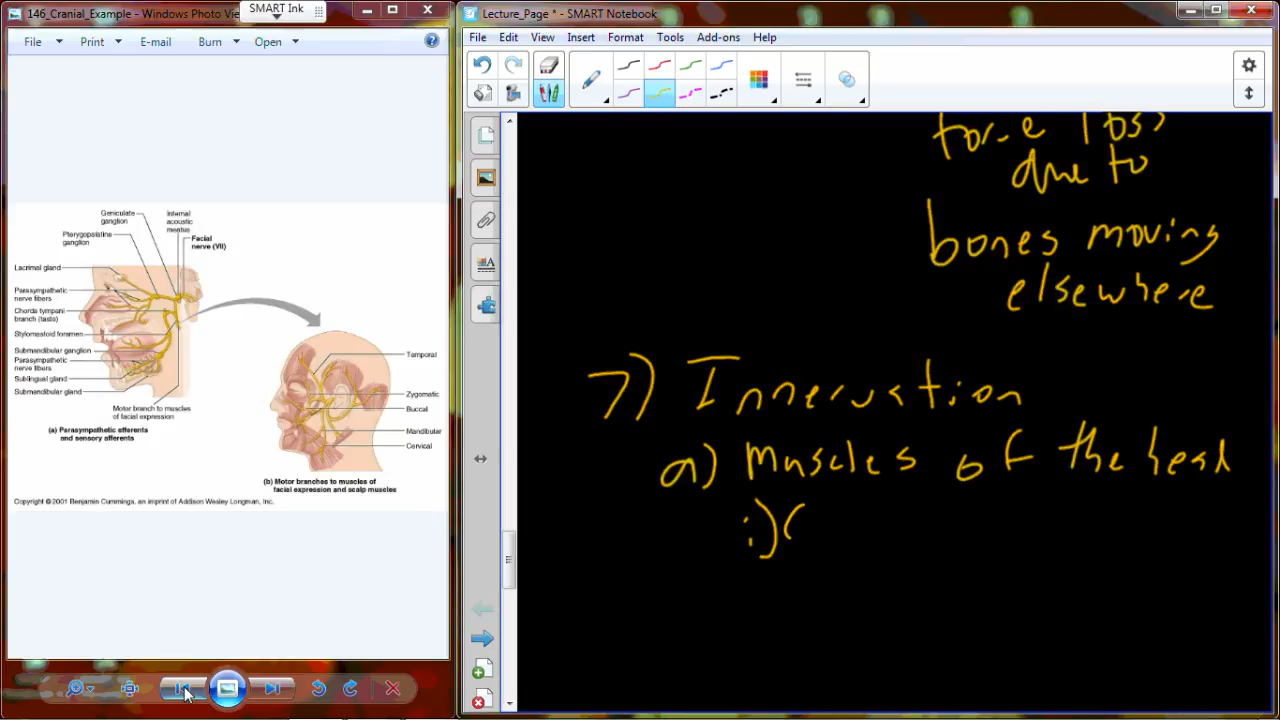 146_Cranial_Example - Windows Photo Vie
SMART Ink
File Print E-mail Burn Open
Geniculate
ganglion
Internal
acoustic
meatus
Pterygopalatine
ganglion
Facial
nerve (VII)
Lacrimal gland
Parasympathetic
nerve fibers
Chorda tympani
branch (taste)
Stylomastoid foramen
Submandibular ganglion
Parasympathetic
nerve fibers
Sublingual gland
Submandibular gland
Motor branch to muscles
of facial expression
(a) Parasympathetic efferents
and sensory afferents
Temporal
Zygomatic
Buccal
Mandibular
Cervical
(b) Motor branches to muscles of
facial expression and scalp muscles
Copyright © 2001 Benjamin Cummings, an imprint of Addison Wesley Longman, Inc.
Lecture_Page * - SMART Notebook
File Edit View Insert Format Tools Add-ons Help
force loss
due to
bones moving
elsewhere
7) Innervation
a) Muscles of the head
i) (